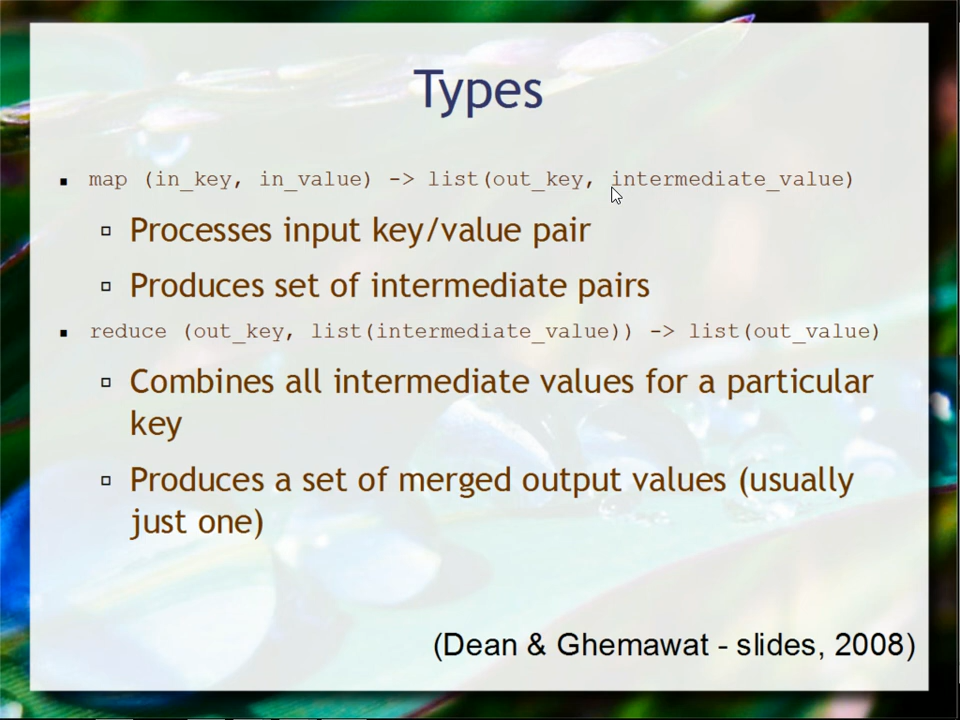 Types
map (in_key, in_value) -> list(out_key, intermediate_value)
Processes input key/value pair
Produces set of intermediate pairs
reduce (out_key, list(intermediate_value)) -> list(out_value)
Combines all intermediate values for a particular
key
Produces a set of merged output values (usually
just one)
(Dean & Ghemawat - slides, 2008)